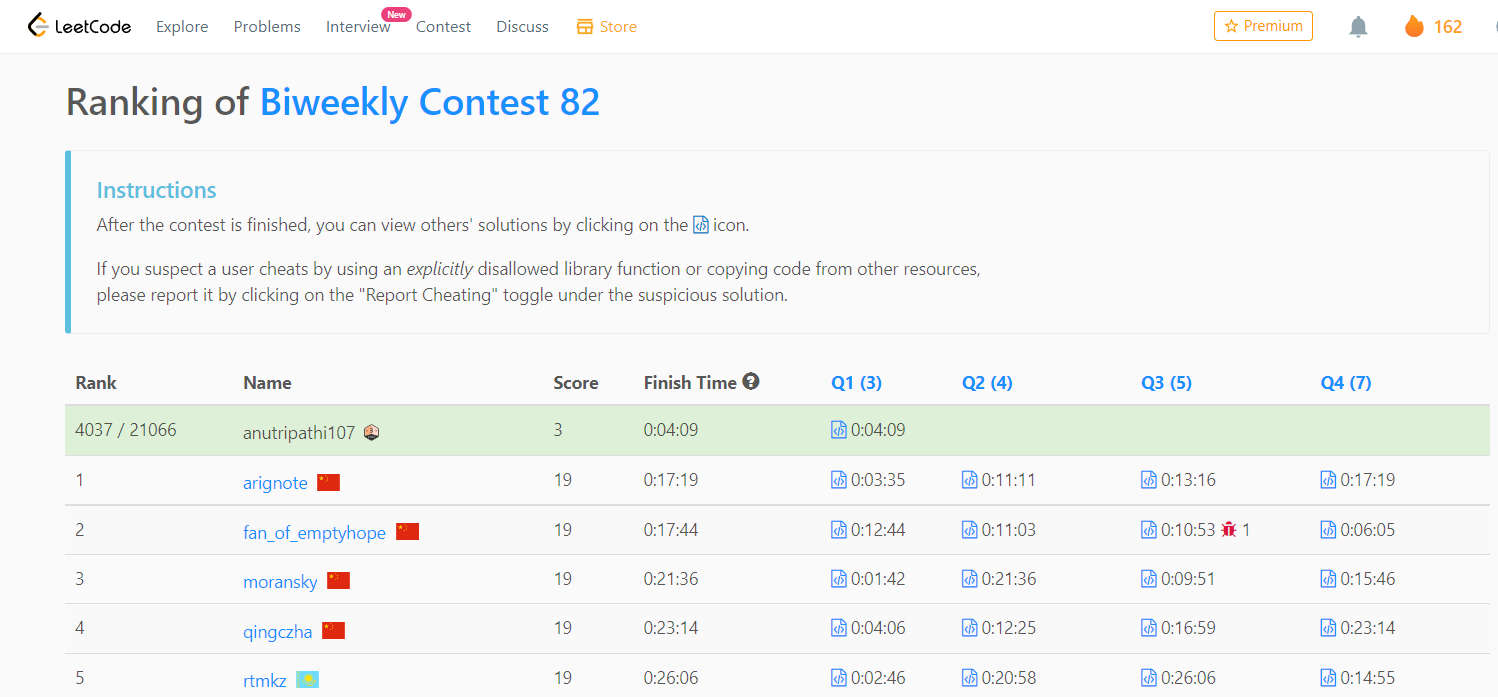 LeetCode Explore Problems Interview New Contest Discuss Store Premium 162
Ranking of Biweekly Contest 82
Instructions
After the contest is finished, you can view others' solutions by clicking on the icon.
If you suspect a user cheats by using an explicitly disallowed library function or copying code from other resources,
please report it by clicking on the "Report Cheating" toggle under the suspicious solution.
Rank Name Score Finish Time ? Q1 (3) Q2 (4) Q3 (5) Q4 (7)
4037 / 21066 anutripathi107 3 0:04:09 0:04:09
1 arignote 19 0:17:19 0:03:35 0:11:11 0:13:16 0:17:19
2 fan_of_emptyhope 19 0:17:44 0:12:44 0:11:03 0:10:53 1 0:06:05
3 moransky 19 0:21:36 0:01:42 0:21:36 0:09:51 0:15:46
4 qingczha 19 0:23:14 0:04:06 0:12:25 0:16:59 0:23:14
5 rtmkz 19 0:26:06 0:02:46 0:20:58 0:26:06 0:14:55